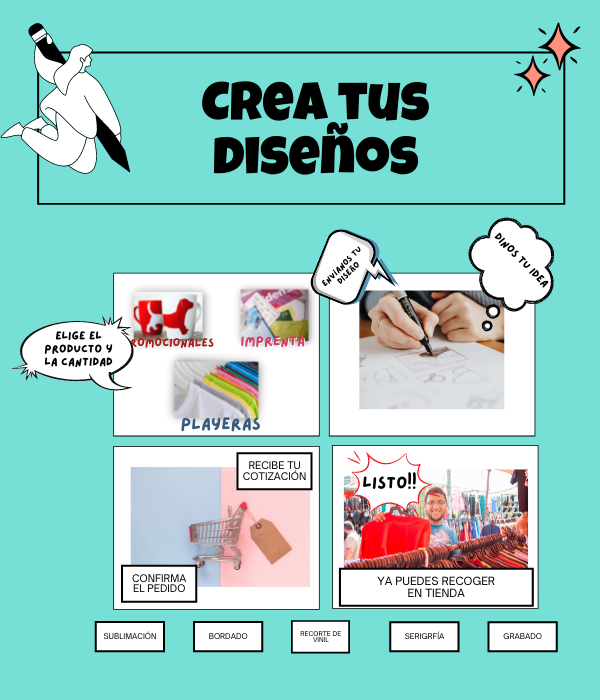 CREA TUS
DISEÑOS
ENVÍANOS TU
DISEÑO
DINOS TU IDEA
ELIGE EL
PRODUCTO Y
LA CANTIDAD
PROMOCIONALES
IMPRENTA
PLAYERAS
RECIBE TU
COTIZACIÓN
CONFIRMA
EL PEDIDO
LISTO!!
YA PUEDES RECOGER
EN TIENDA
SUBLIMACIÓN
BORDADO
RECORTE DE
VINIL
SERIGRFÍA
GRABADO